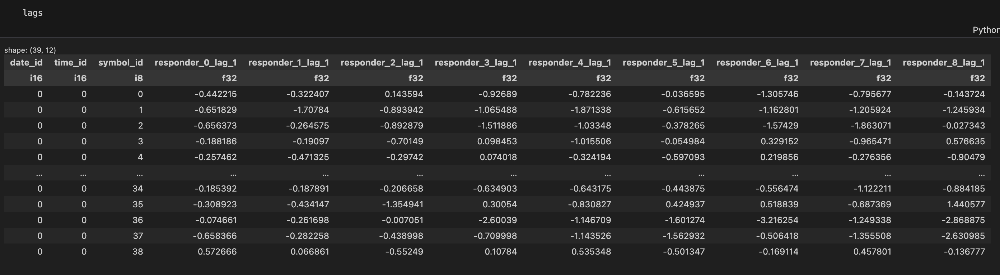 lags
Python
shape: (39, 12)
date_id time_id symbol_id responder_0_lag_1 responder_1_lag_1 responder_2_lag_1 responder_3_lag_1 responder_4_lag_1 responder_5_lag_1 responder_6_lag_1 responder_7_lag_1 responder_8_lag_1
i16 i16 i8 f32 f32 f32 f32 f32 f32 f32 f32 f32
0 0 0 -0.442215 -0.322407 0.143594 -0.92689 -0.782236 -0.036595 -1.305746 -0.795677 -0.143724
0 0 1 -0.651829 -1.70784 -0.893942 -1.065488 -1.871338 -0.615652 -1.162801 -1.205924 -1.245934
0 0 2 -0.656373 -0.264575 -0.892879 -1.511886 -1.03348 -0.378265 -1.57429 -1.863071 -0.027343
0 0 3 -0.188186 -0.19097 -0.70149 0.098453 -1.015506 -0.054984 0.329152 -0.965471 0.576635
0 0 4 -0.257462 -0.471325 -0.29742 0.074018 -0.324194 -0.597093 0.219856 -0.276356 -0.90479
... ... ... ... ... ... ... ... ... ... ... ...
0 0 34 -0.185392 -0.187891 -0.206658 -0.634903 -0.643175 -0.443875 -0.556474 -1.122211 -0.884185
0 0 35 -0.308923 -0.434147 -1.354941 0.30054 -0.830827 0.424937 0.518839 -0.687369 1.440577
0 0 36 -0.074661 -0.261698 -0.007051 -2.60039 -1.146709 -1.601274 -3.216254 -1.249338 -2.868875
0 0 37 -0.658366 -0.282258 -0.438998 -0.709998 -1.143526 -1.562932 -0.506418 -1.355508 -2.630985
0 0 38 0.572666 0.066861 -0.55249 0.10784 0.535348 -0.501347 -0.169114 0.457801 -0.136777